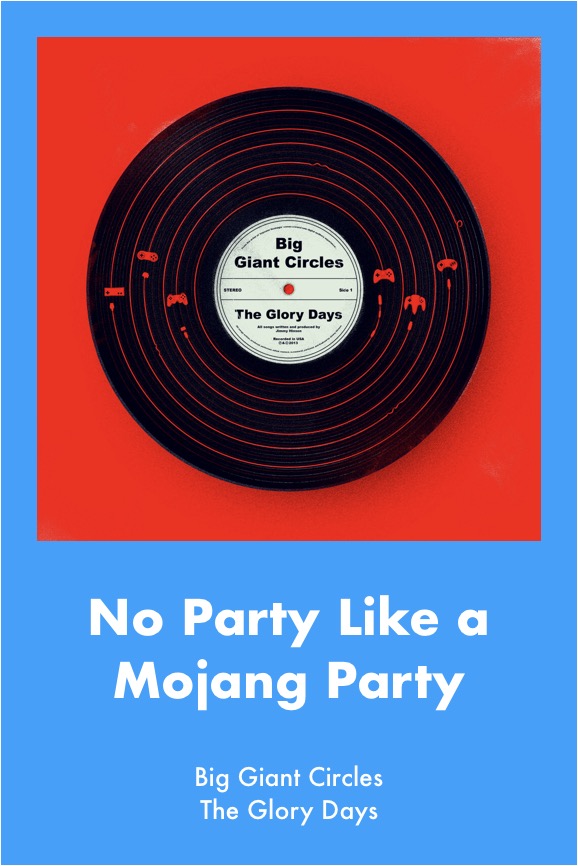 Big
Giant Circles
STEREO
Side 1
The Glory Days
All songs written and produced by
Jimmy Hinson
Recorded in USA
No Party Like a
Mojang Party
Big Giant Circles
The Glory Days